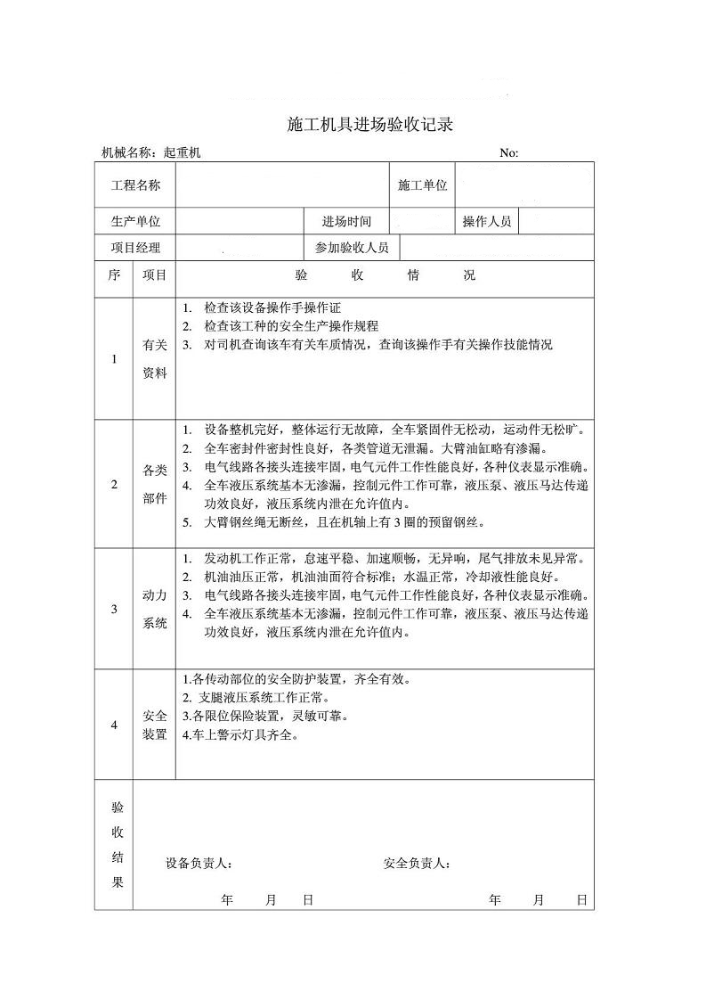 施工机具进场验收记录
机械名称：起重机 No:
工程名称 施工单位
生产单位 进场时间 操作人员
项目经理 参加验收人员
序 项目 验 收 情 况
1 有关资料
1. 检查该设备操作手操作证
2. 检查该工种的安全生产操作规程
3. 对司机查询该车有关车质情况，查询该操作手有关操作技能情况
2 各类部件
1. 设备整机完好，整体运行无故障，全车紧固件无松动，运动件无松旷。
2. 全车密封件密封性良好，各类管道无泄漏。大臂油缸略有渗漏。
3. 电气线路各接头连接牢固，电气元件工作性能良好，各种仪表显示准确。
4. 全车液压系统基本无渗漏，控制元件工作可靠，液压泵、液压马达传递
功效良好，液压系统内泄在允许值内。
5. 大臂钢丝绳无断丝，且在机轴上有 3 圈的预留钢丝。
3 动力系统
1. 发动机工作正常，怠速平稳、加速顺畅，无异响，尾气排放未见异常。
2. 机油油压正常，机油油面符合标准；水温正常，冷却液性能良好。
3. 电气线路各接头连接牢固，电气元件工作性能良好，各种仪表显示准确。
4. 全车液压系统基本无渗漏，控制元件工作可靠，液压泵、液压马达传递
功效良好，液压系统内泄在允许值内。
4 安全装置
1.各传动部位的安全防护装置，齐全有效。
2. 支腿液压系统工作正常。
3.各限位保险装置，灵敏可靠。
4.车上警示灯具齐全。
验收结果
设备负责人： 安全负责人：
年 月 日 年 月 日